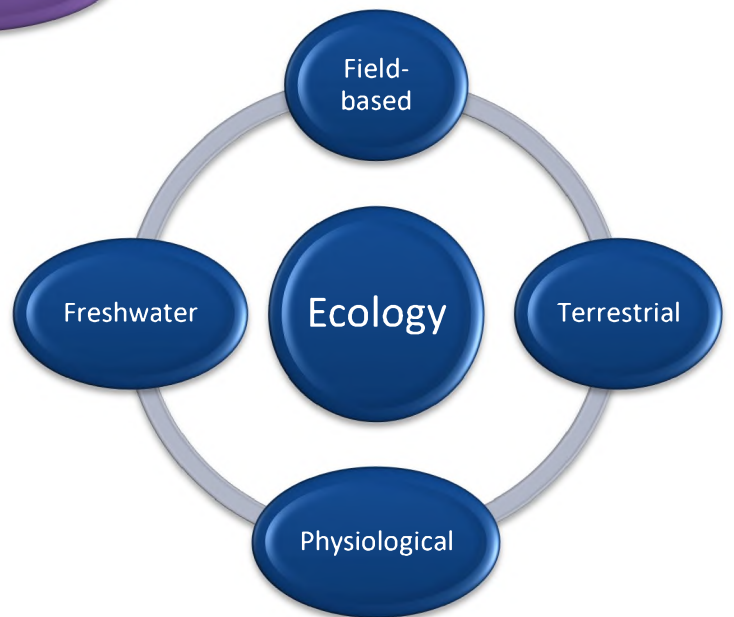 Field-
based
Freshwater
Ecology
Terrestrial
Physiological